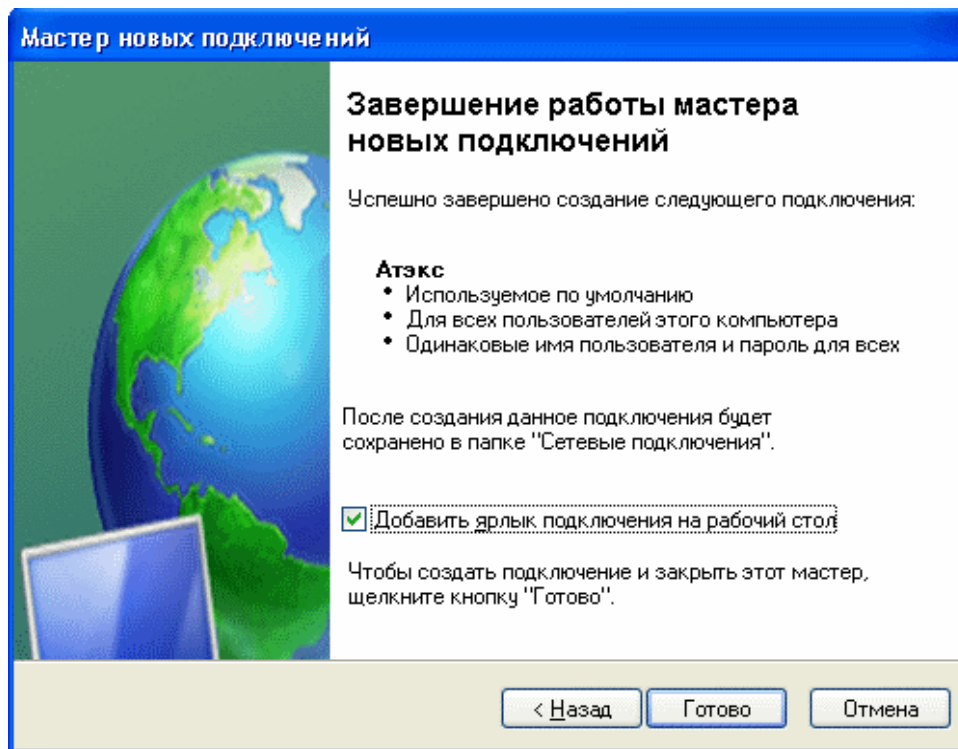 Мастер новых подключений
Завершение работы мастера
новых подключений
Успешно завершено создание следующего подключения:
Атэкс
• Используемое по умолчанию
• Для всех пользователей этого компьютера
• Одинаковые имя пользователя и пароль для всех
После создания данное подключения будет
сохранено в папке "Сетевые подключения".
Добавить ярлык подключения на рабочий стол
Чтобы создать подключение и закрыть этот мастер,
щелкните кнопку "Готово".
< Назад Готово Отмена